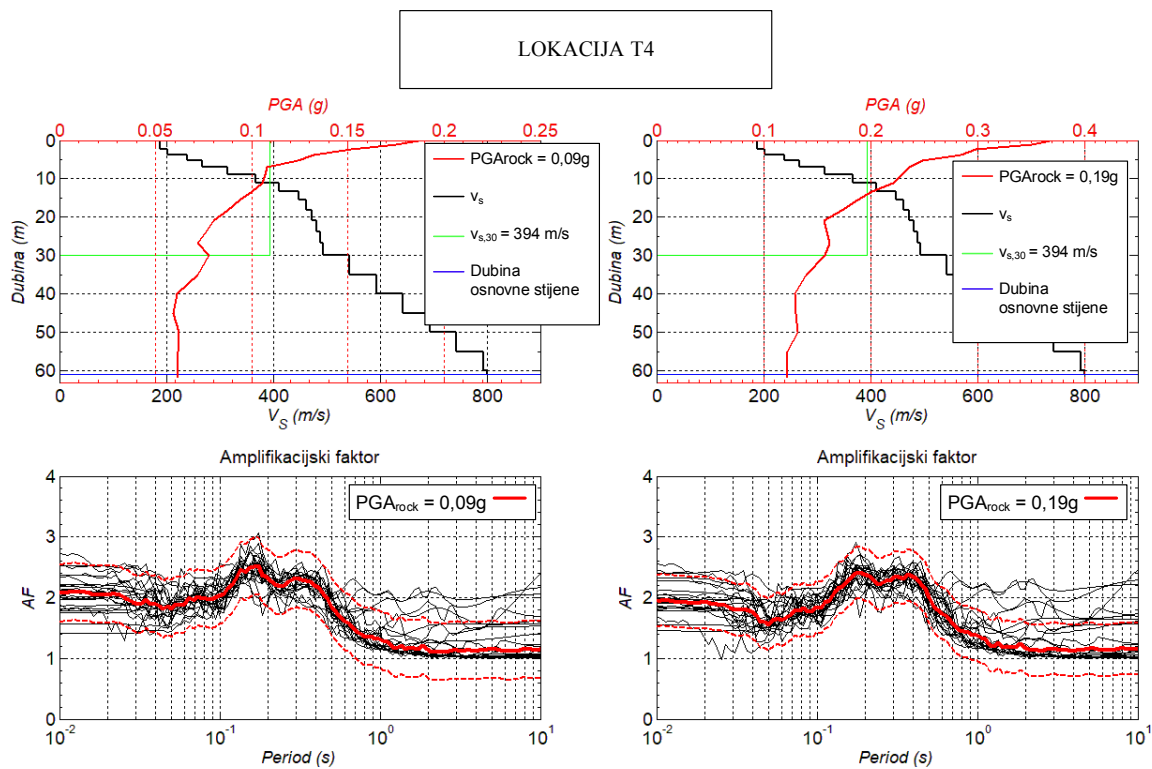 LOKACIJA T4
PGA (g)
0 0.05 0.1 0.15 0.2 0.25
0
10
20
30
40
50
60
Dubina (m)
PGArock = 0,09g
vs
vs,30 = 394 m/s
Dubina
osnovne stijene
0 200 400 600 800
VS (m/s)
PGA (g)
0 0.1 0.2 0.3 0.4
0
10
20
30
40
50
60
Dubina (m)
PGArock = 0,19g
vs
vs,30 = 394 m/s
Dubina
osnovne stijene
0 200 400 600 800
VS (m/s)
Amplifikacijski faktor
4
3
2
1
0
AF
PGArock = 0,09g
10-2 10-1 100 101
Period (s)
Amplifikacijski faktor
4
3
2
1
0
AF
PGArock = 0,19g
10-2 10-1 100 101
Period (s)